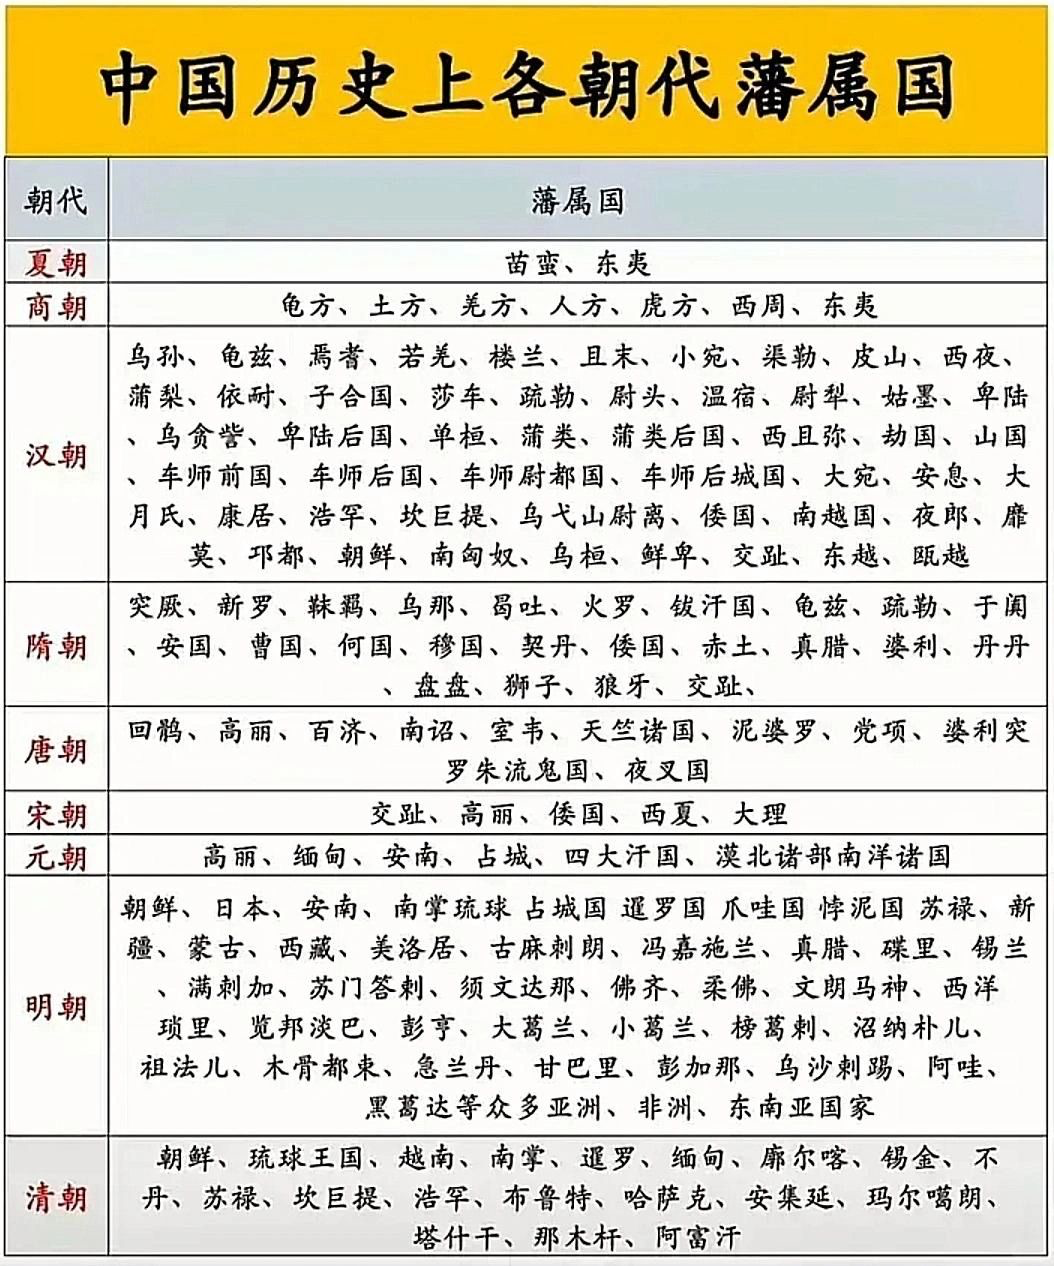 中国历史上各朝代藩属国
朝代 藩属国
夏朝 苗蛮、东夷
商朝 龟方、土方、羌方、人方、虎方、西周、东夷
汉朝
乌孙、龟兹、焉耆、若羌、楼兰、且末、小宛、渠勒、皮山、西夜、
蒲梨、依耐、子合国、莎车、疏勒、尉头、温宿、尉犁、姑墨、卑陆
、乌贪訾、卑陆后国、单桓、蒲类、蒲类后国、西且弥、劫国、山国
、车师前国、车师后国、车师尉都国、车师后城国、大宛、安息、大
月氏、康居、浩罕、坎巨提、乌弋山尉离、倭国、南越国、夜郎、靡
莫、邛都、朝鲜、南匈奴、乌桓、鲜卑、交趾、东越、瓯越
隋朝
突厥、新罗、靺羁、乌那、曷吐、火罗、钹汗国、龟兹、疏勒、于阗
、安国、曹国、何国、穆国、契丹、倭国、赤土、真腊、婆利、丹丹
、盘盘、狮子、狼牙、交趾、
唐朝
回鹘、高丽、百济、南诏、室韦、天竺诸国、泥婆罗、党项、婆利突
罗朱流鬼国、夜叉国
宋朝 交趾、高丽、倭国、西夏、大理
元朝 高丽、缅甸、安南、占城、四大汗国、漠北诸部南洋诸国
明朝
朝鲜、日本、安南、南掌琉球 占城国 暹罗国 爪哇国 悖泥国 苏禄、新
疆、蒙古、西藏、美洛居、古麻剌朗、冯嘉施兰、真腊、碟里、锡兰
、满剌加、苏门答剌、须文达那、佛齐、柔佛、文朗马神、西洋
琐里、览邦淡巴、彭亨、大葛兰、小葛兰、榜葛剌、沼纳朴儿、
祖法儿、木骨都束、急兰丹、甘巴里、彭加那、乌沙剌踢、阿哇、
黑葛达等众多亚洲、非洲、东南亚国家
清朝
朝鲜、琉球王国、越南、南掌、暹罗、缅甸、廓尔喀、锡金、不
丹、苏禄、坎巨提、浩罕、布鲁特、哈萨克、安集延、玛尔噶朗、
塔什干、那木杆、阿富汗